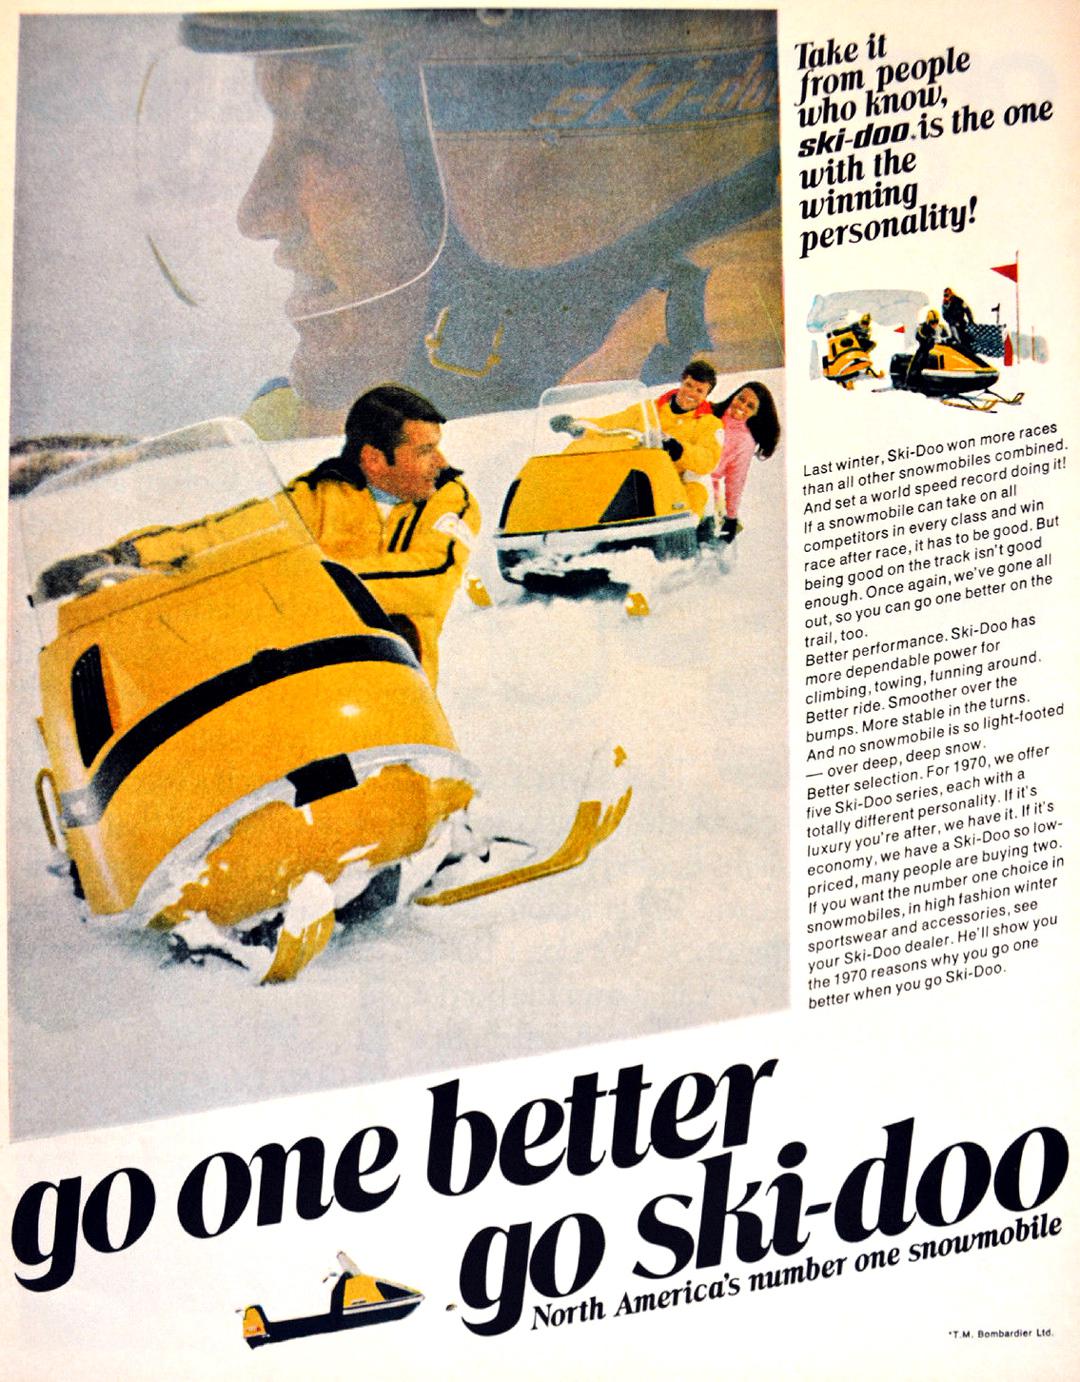 ski-doo
Take it
from people
who know,
ski-doo.is the one
with the
winning
personality!
Last winter, Ski-Doo won more races
than all other snowmobiles combined.
And set a world speed record doing it!
If a snowmobile can take on all
competitors in every class and win
race after race, it has to be good. But
being good on the track isn't good
enough. Once again, we've gone all
out, so you can go one better on the
trail, too.
Better performance. Ski-Doo has
more dependable power for
climbing, towing, funning around.
Better ride. Smoother over the
bumps. More stable in the turns.
And no snowmobile is so light-footed
— over deep, deep snow.
Better selection. For 1970, we offer
five Ski-Doo series, each with a
totally different personality. If it's
luxury you're after, we have it. If it's
economy, we have a Ski-Doo so low-
priced, many people are buying two.
If you want the number one choice in
snowmobiles, in high fashion winter
sportswear and accessories, see
your Ski-Doo dealer. He'll show you
the 1970 reasons why you go one
better when you go Ski-Doo.
go one better
go ski-doo
North America's number one snowmobile
*T.M. Bombardier Ltd.